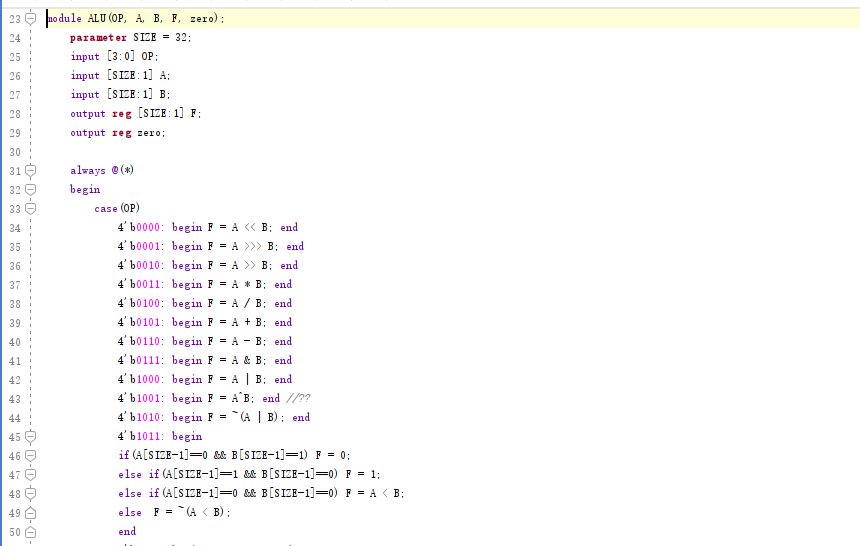 23 module ALU(OP, A, B, F, zero);
24 parameter SIZE = 32;
25 input [3:0] OP;
26 input [SIZE:1] A;
27 input [SIZE:1] B;
28 output reg [SIZE:1] F;
29 output reg zero;
30
31 always @(*)
32 begin
33 case(OP)
34 4'b0000: begin F = A << B; end
35 4'b0001: begin F = A >>> B; end
36 4'b0010: begin F = A >> B; end
37 4'b0011: begin F = A * B; end
38 4'b0100: begin F = A / B; end
39 4'b0101: begin F = A + B; end
40 4'b0110: begin F = A - B; end
41 4'b0111: begin F = A & B; end
42 4'b1000: begin F = A | B; end
43 4'b1001: begin F = A^B; end //??
44 4'b1010: begin F = ~(A | B); end
45 4'b1011: begin
46 if(A[SIZE-1]==0 && B[SIZE-1]==1) F = 0;
47 else if(A[SIZE-1]==1 && B[SIZE-1]==0) F = 1;
48 else if(A[SIZE-1]==0 && B[SIZE-1]==0) F = A < B;
49 else F = ~(A < B);
50 end